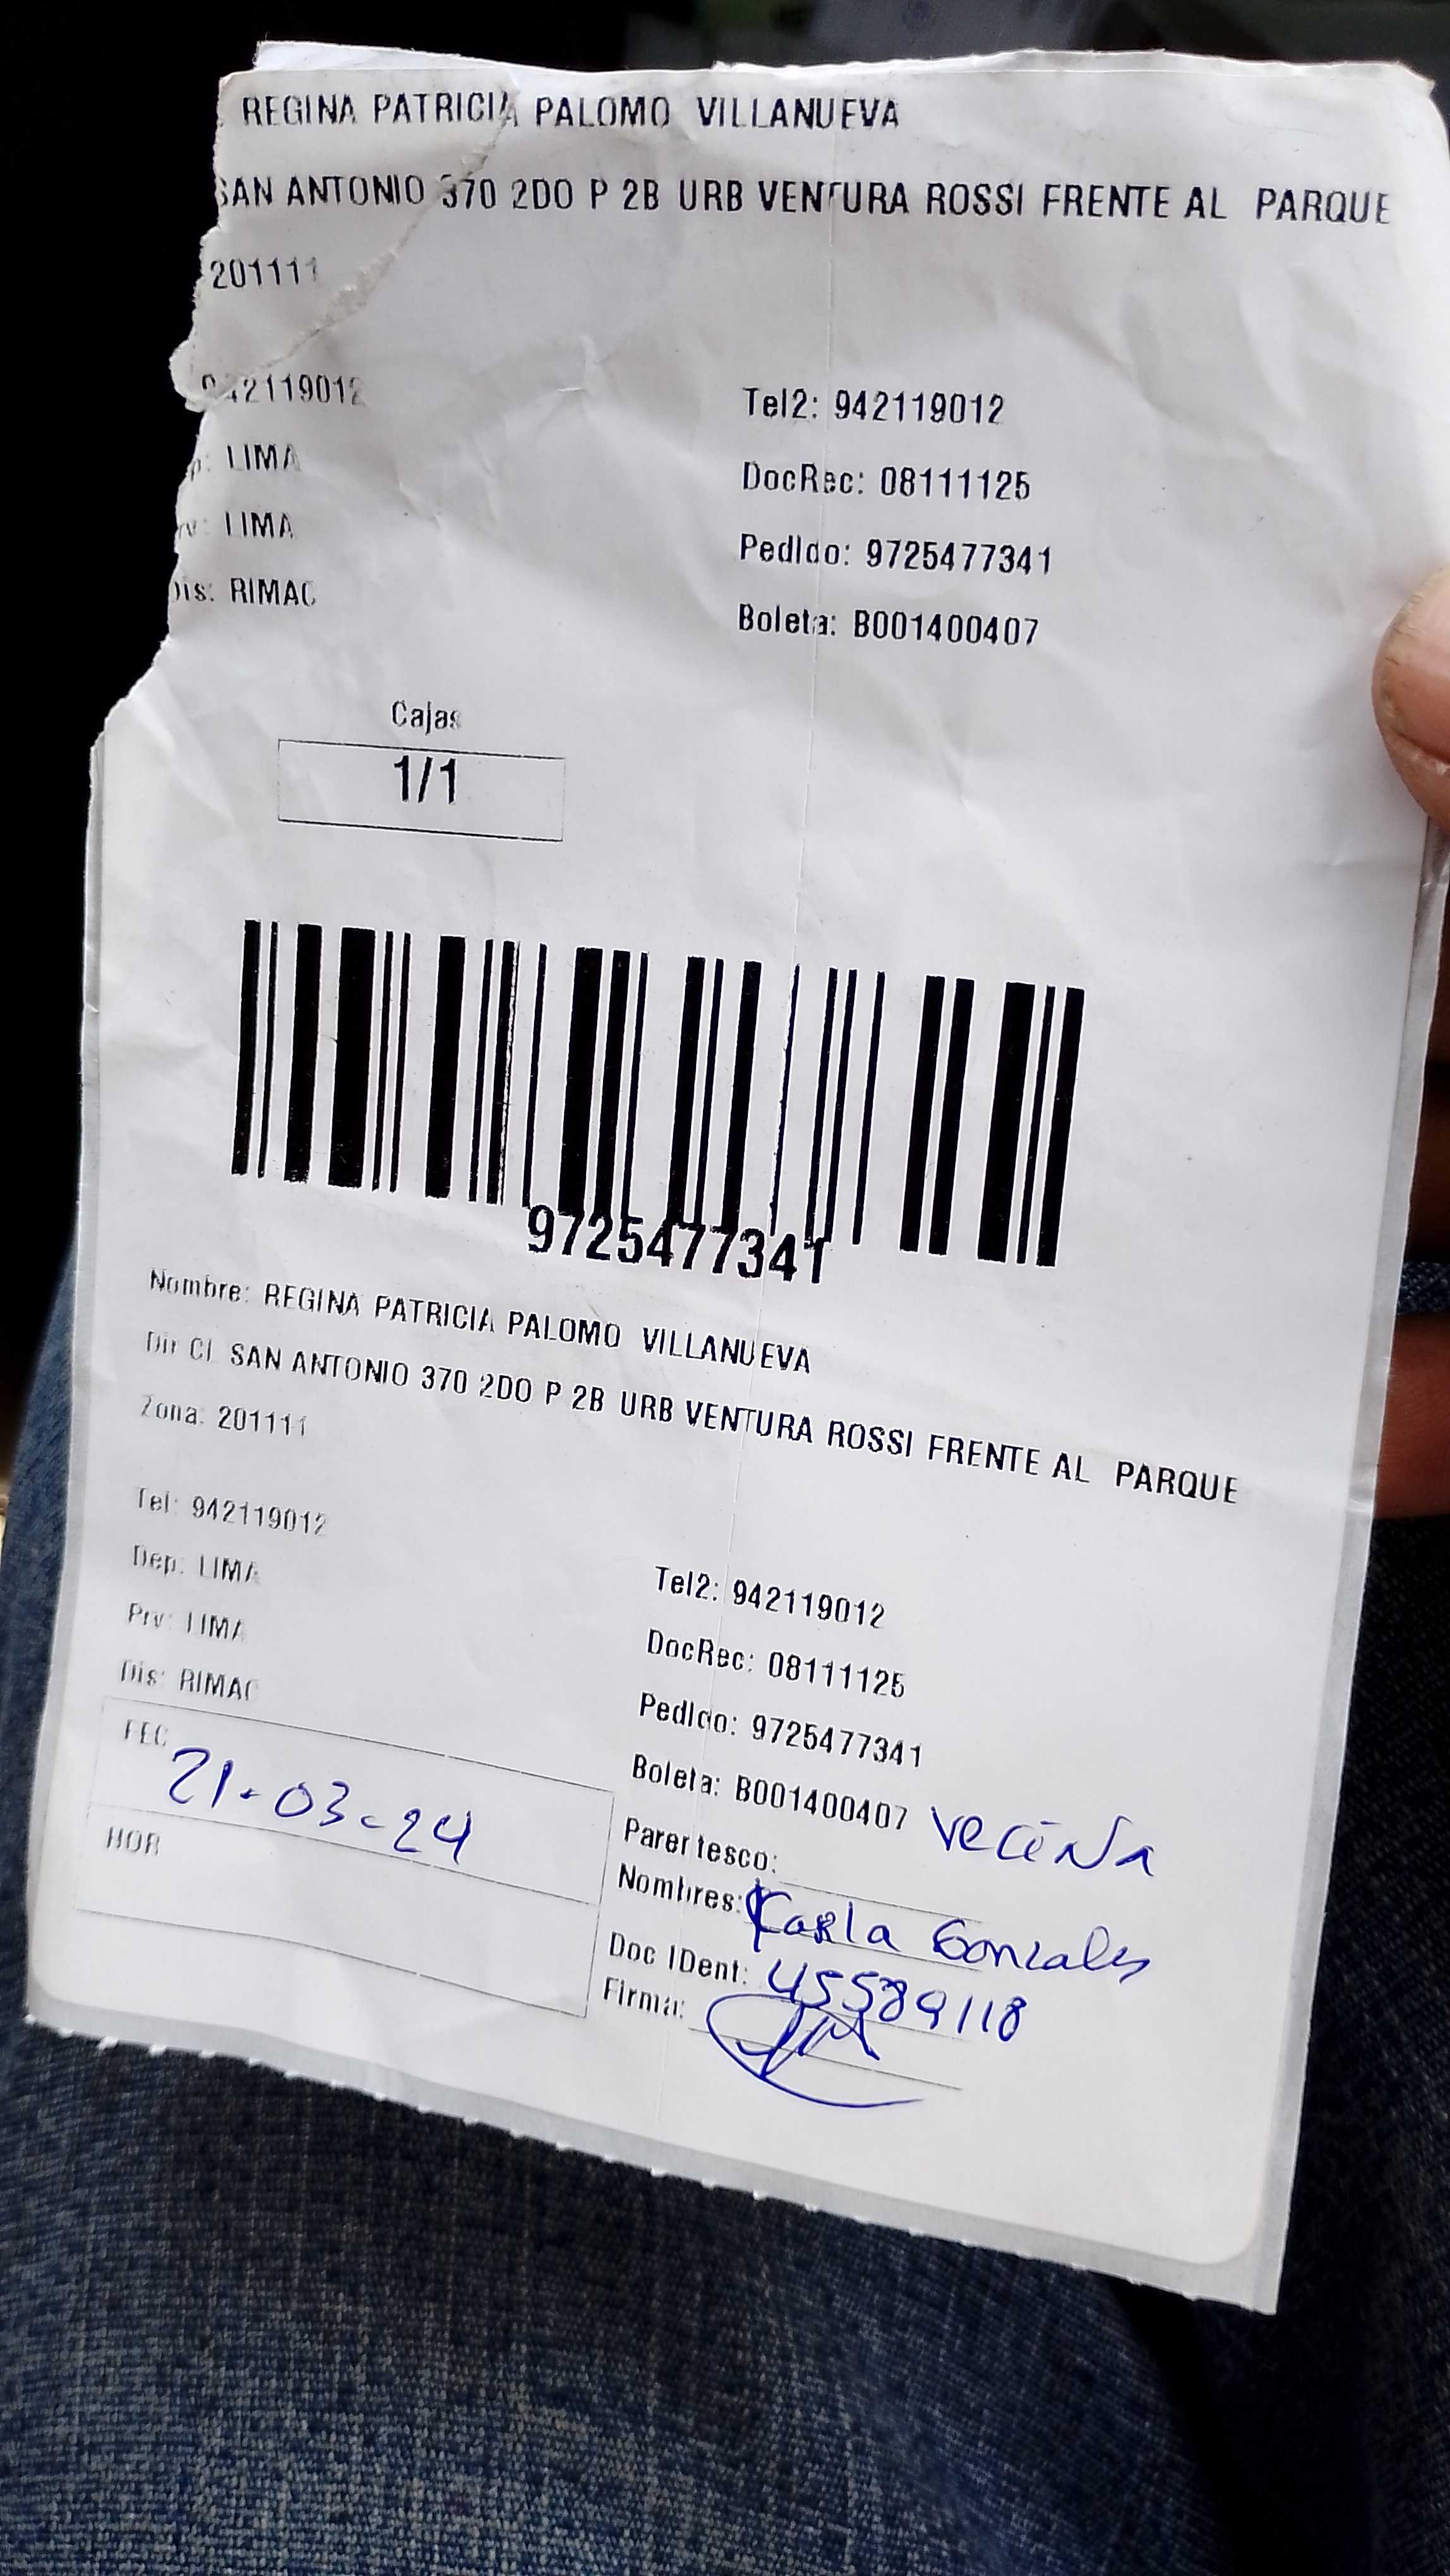 REGINA PATRICIA PALOMO VILLANUEVA
SAN ANTONIO 370 2DO P 2B URB VENTURA ROSSI FRENTE AL PARQUE
201111
942119012
Tel2: 942119012
p: LIMA
DocRec: 08111125
rv: LIMA
Pedido: 9725477341
Dis: RIMAC
Boleta: B001400407
Cajas
1/1
9725477341
Nombre: REGINA PATRICIA PALOMO VILLANUEVA
Dir CL SAN ANTONIO 370 2DO P 2B URB VENTURA ROSSI FRENTE AL PARQUE
Zona: 201111
Tel: 942119012
Tel2: 942119012
Dep: LIMA
DocRec: 08111125
Prv: LIMA
Pedido: 9725477341
Dis: RIMAC
Boleta: B001400407
FEC
21-03-24
HOR
Parentesco: VeCiNa
Nombres: Karla Gonzales
Doc IDent: 45589118
Firma: